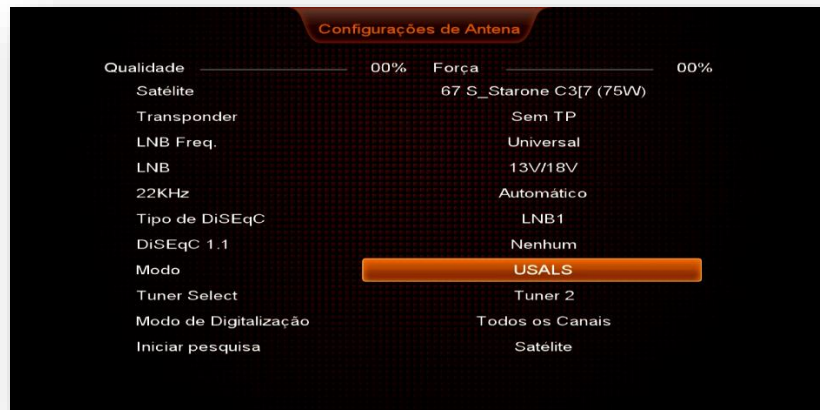 Configurações de Antena
Qualidade 00% Força 00%
Satélite 67 S_Starone C3[7 (75W)
Transponder Sem TP
LNB Freq. Universal
LNB 13V/18V
22KHz Automático
Tipo de DiSEqC LNB1
DiSEqC 1.1 Nenhum
Modo USALS
Tuner Select Tuner 2
Modo de Digitalização Todos os Canais
Iniciar pesquisa Satélite